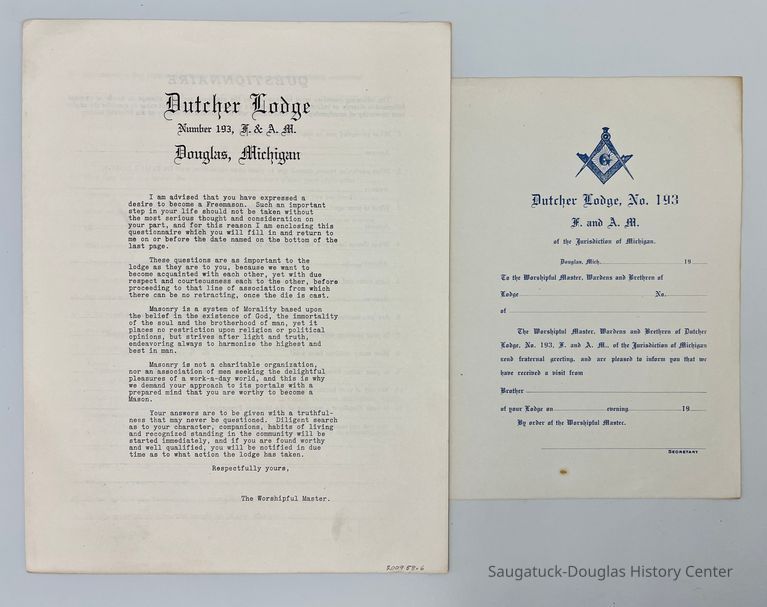 QUESTIONNAIRE
Dutcher Lodge
Number 193, F. & A. M.
Douglas, Michigan
I am advised that you have expressed a
desire to become a Freemason. Such an important
step in your life should not be taken without
the most serious thought and consideration on
your part, and for this reason I am enclosing this
questionnaire which you will fill in and return to
me on or before the date named on the bottom of the
last page.
These questions are as important to the
lodge as they are to you, because we want to
become acquainted with each other, yet with due
respect and courteousness each to the other, before
proceeding to that line of association from which
there can be no retracting, once the die is cast.
Masonry is a system of Morality based upon
the belief in the existence of God, the immortality
of the soul and the brotherhood of man, yet it
places no restriction upon religion or political
opinions, but strives after light and truth,
endeavoring always to harmonize the highest and
best in man.
Masonry is not a charitable organization,
nor an association of men seeking the delightful
pleasures of a work-a-day world, and this is why
we demand your approach to its portals with a
prepared mind that you are worthy to become a
Mason.
Your answers are to be given with a truthful-
ness that may never be questioned. Diligent search
as to your character, companions, habits of living
and recognized standing in the community will be
started immediately, and if you are found worthy
and well qualified, you will be notified in due
time as to what action the lodge has taken.
Respectfully yours,
The Worshipful Master.
2009.58.6
G
Dutcher Lodge, No. 193
F. and A. M.
of the Jurisdiction of Michigan.
Douglas, Mich. 19
To the Worshipful Master, Wardens and Brethren of
Lodge No.
of
The Worshipful Master, Wardens and Brethren of Dutcher
Lodge, No. 193, F. and A. M., of the Jurisdiction of Michigan
send fraternal greeting, and are pleased to inform you that we
have received a visit from
Brother
of your Lodge on evening, 19
By order of the Worshipful Master.
SECRETARY
Saugatuck-Douglas History Center